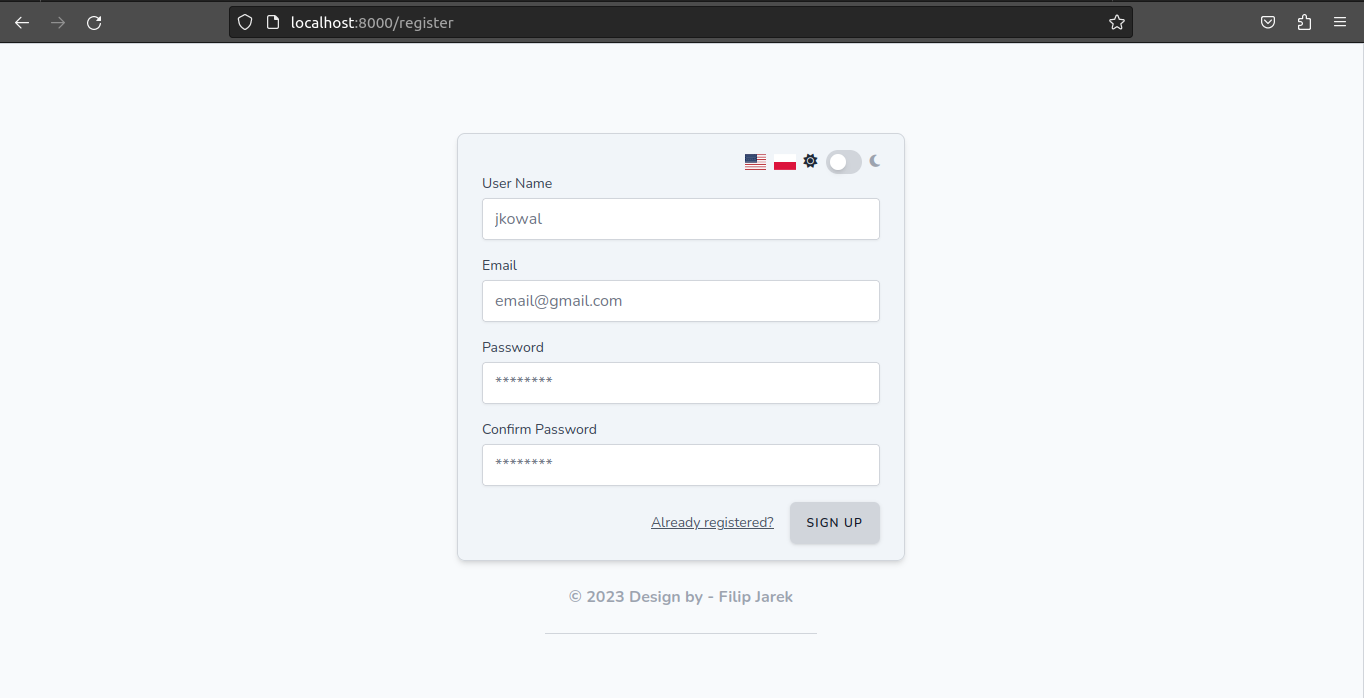 localhost:8000/register
User Name
jkowal
Email
email@gmail.com
Password
********
Confirm Password
********
Already registered? SIGN UP
© 2023 Design by - Filip Jarek